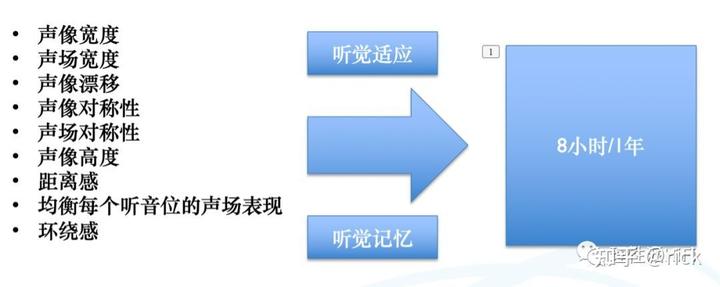 • 声像宽度
• 声场宽度
• 声像漂移
• 声像对称性
• 声场对称性
• 声像高度
• 距离感
• 均衡每个听音位的声场表现
• 环绕感
听觉适应
听觉记忆
1
8小时/1年
知乎 @rick